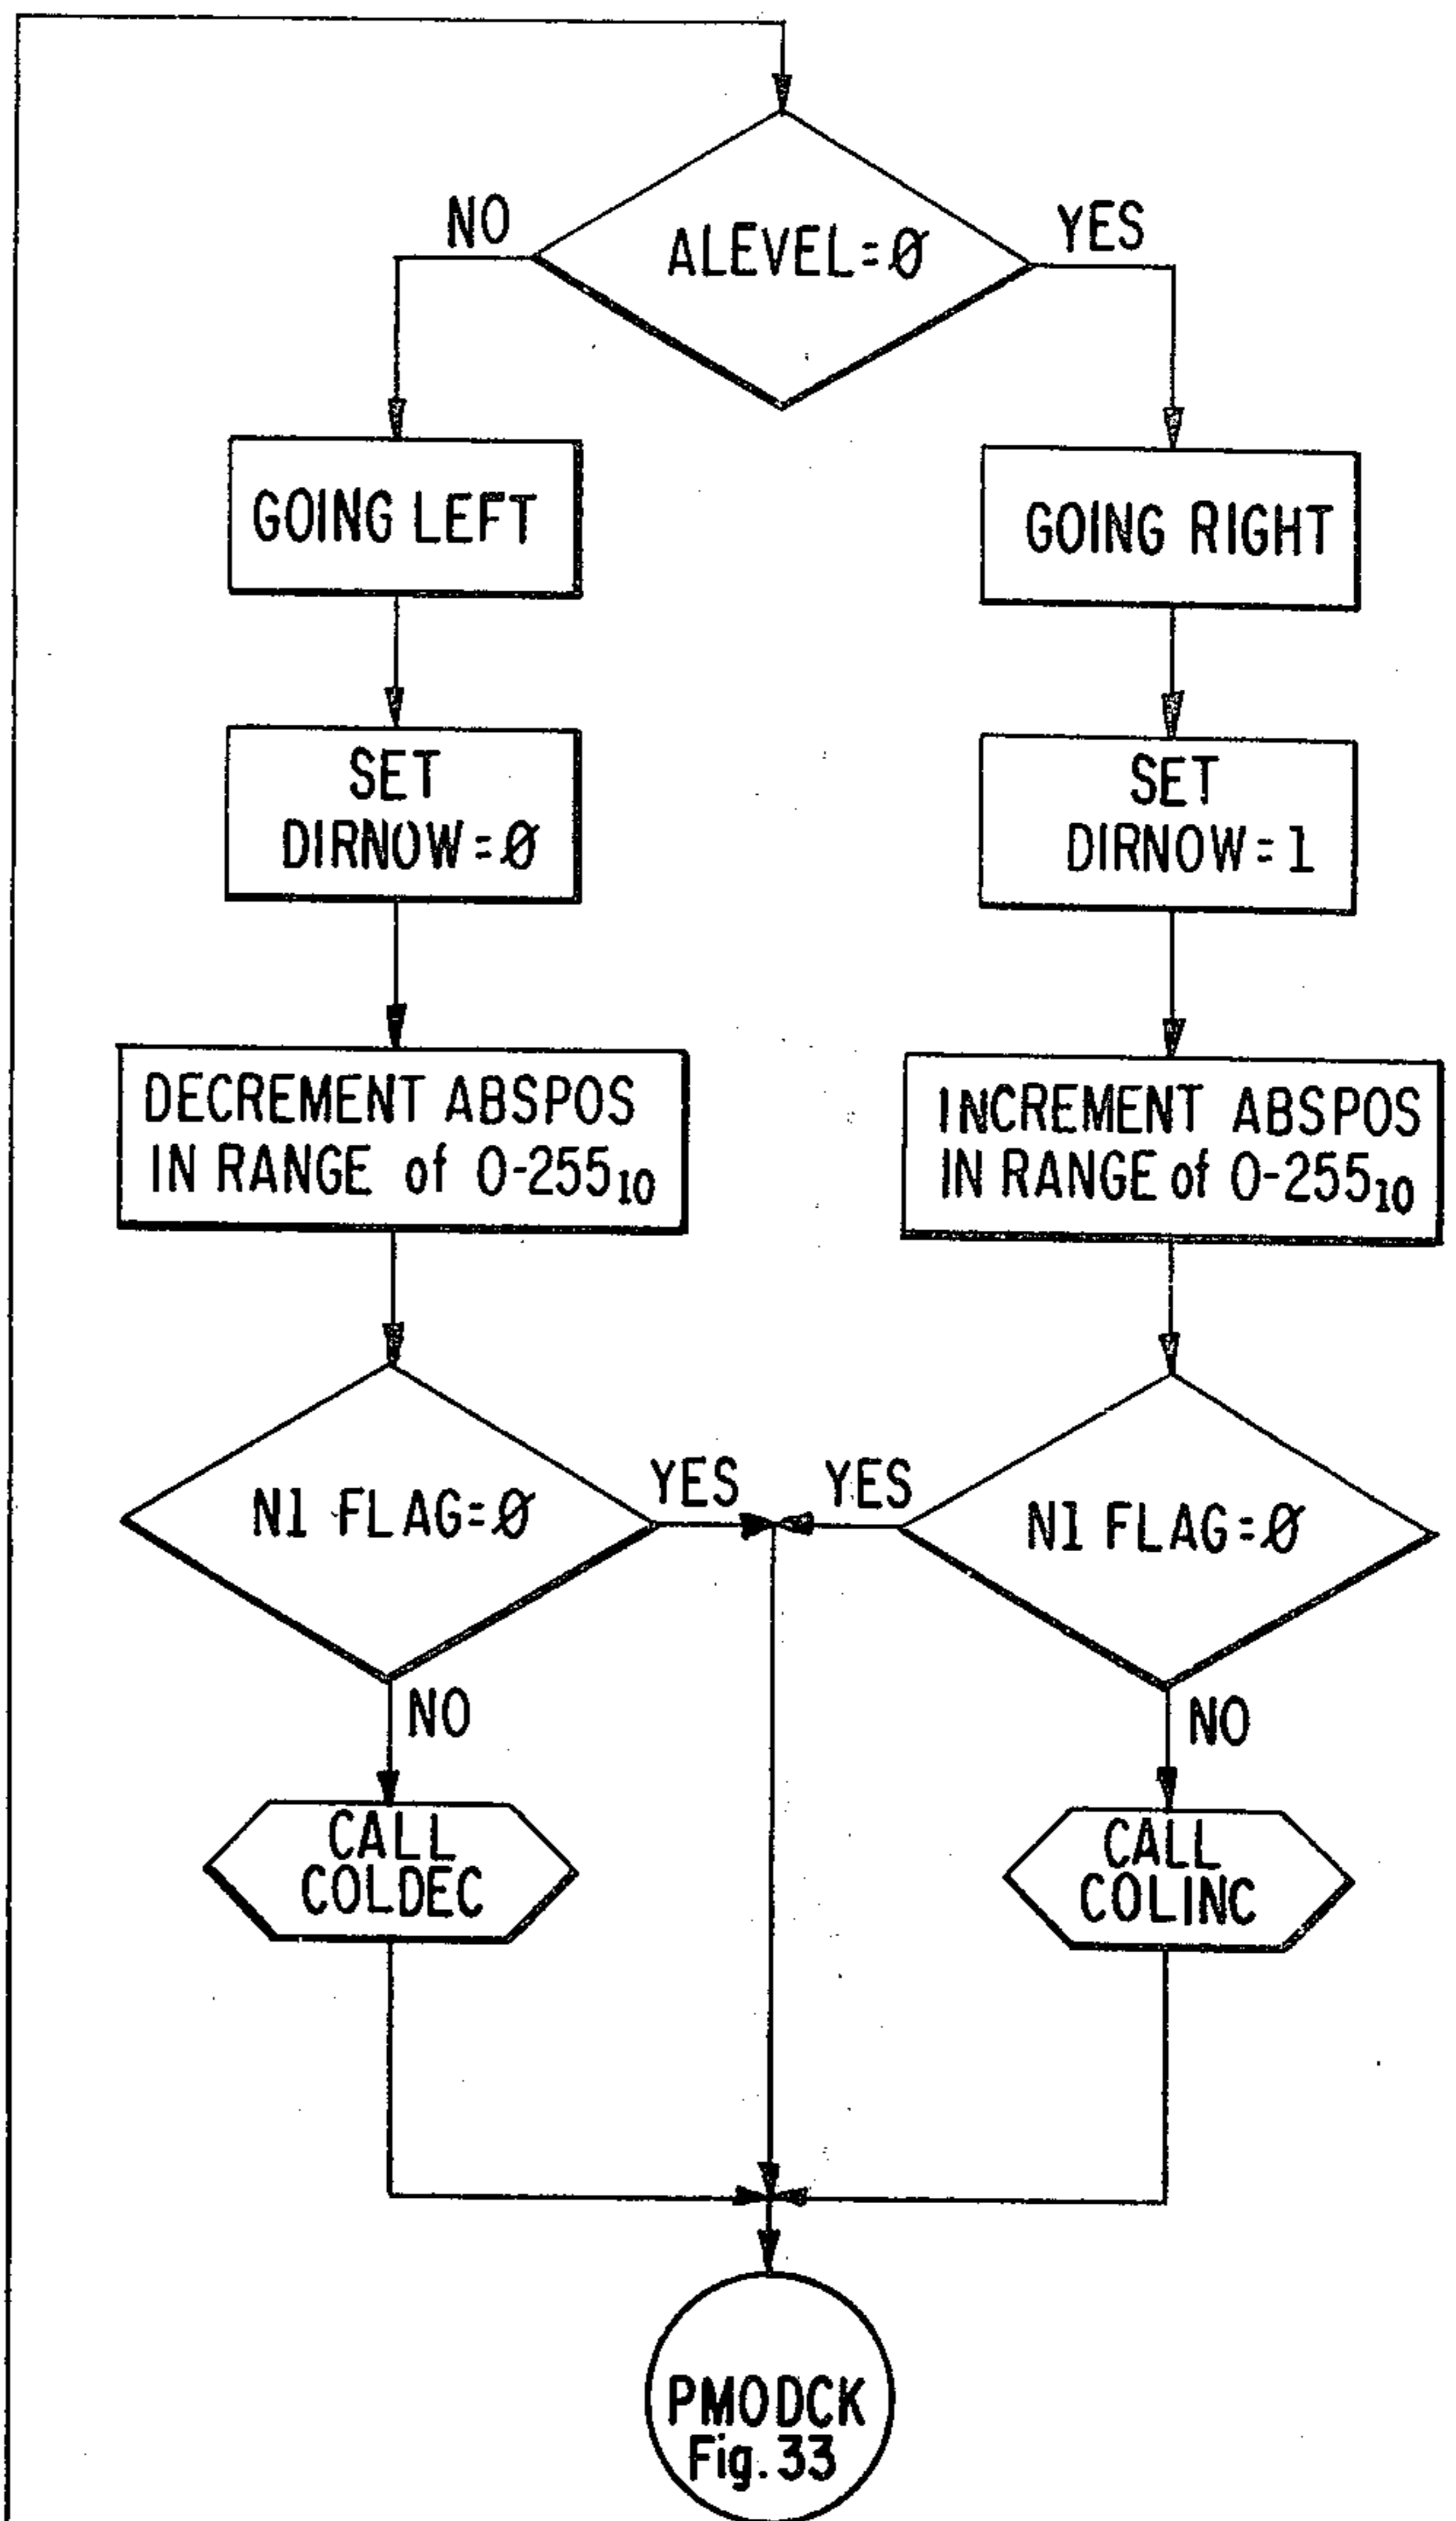 NO
ALEVEL=Ø
YES
GOING LEFT
GOING RIGHT
SET
DIRNOW=Ø
SET
DIRNOW=1
DECREMENT ABSPOS
IN RANGE of 0-255₁₀
INCREMENT ABSPOS
IN RANGE of 0-255₁₀
N1 FLAG=Ø
YES
YES
N1 FLAG=Ø
NO
NO
CALL
COLDEC
CALL
COLINC
PMODCK
Fig. 33